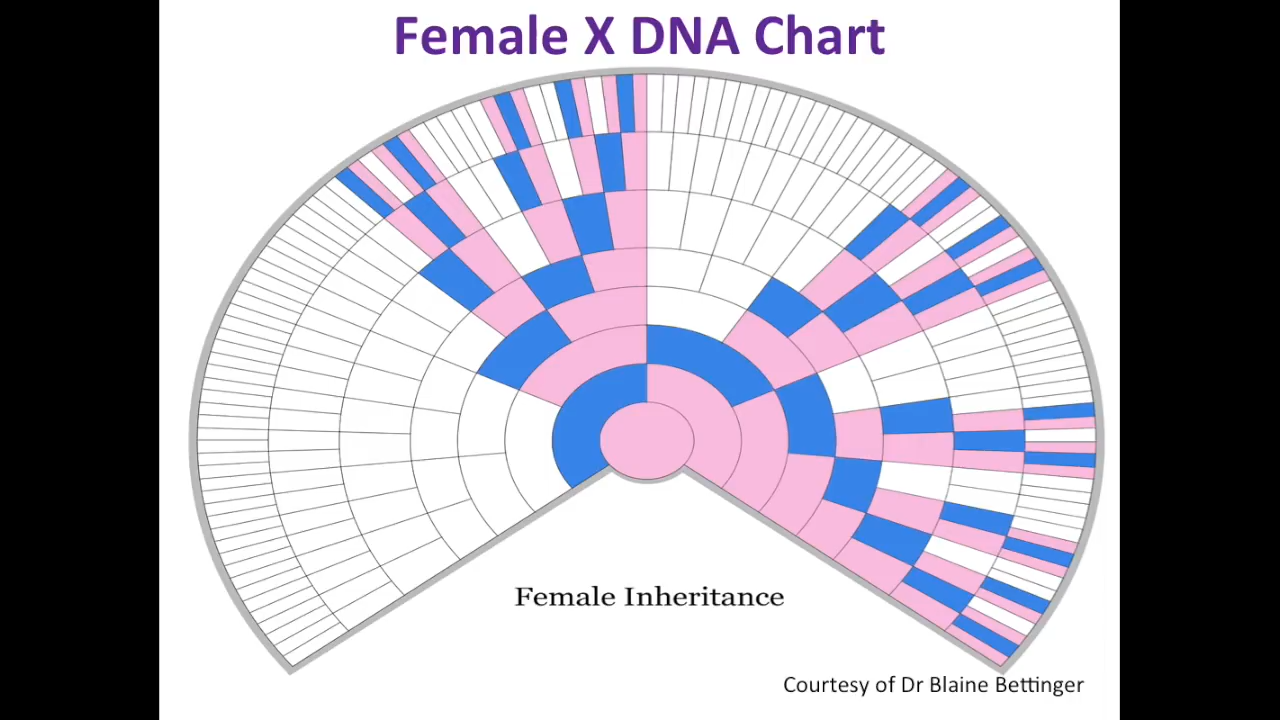 Female X DNA Chart
Female Inheritance
Courtesy of Dr Blaine Bettinger